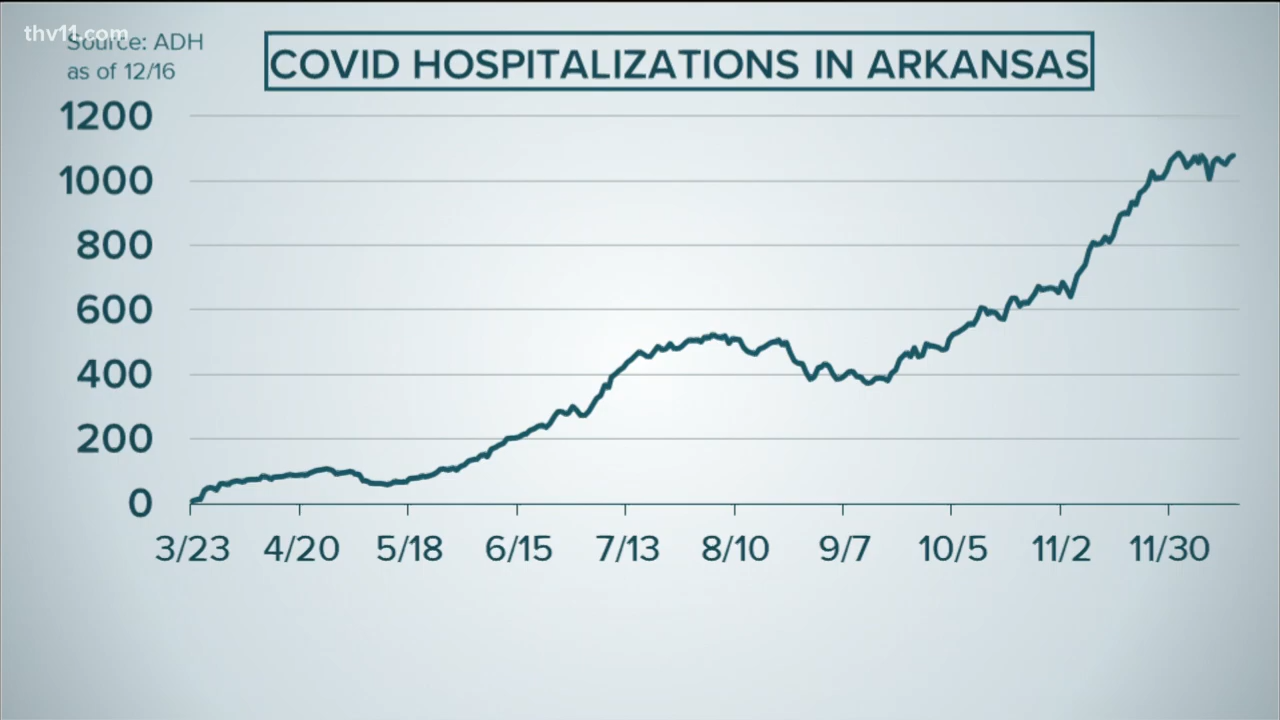 thv11.com
Source: ADH
as of 12/16
COVID HOSPITALIZATIONS IN ARKANSAS
1200
1000
800
600
400
200
0
3/23 4/20 5/18 6/15 7/13 8/10 9/7 10/5 11/2 11/30